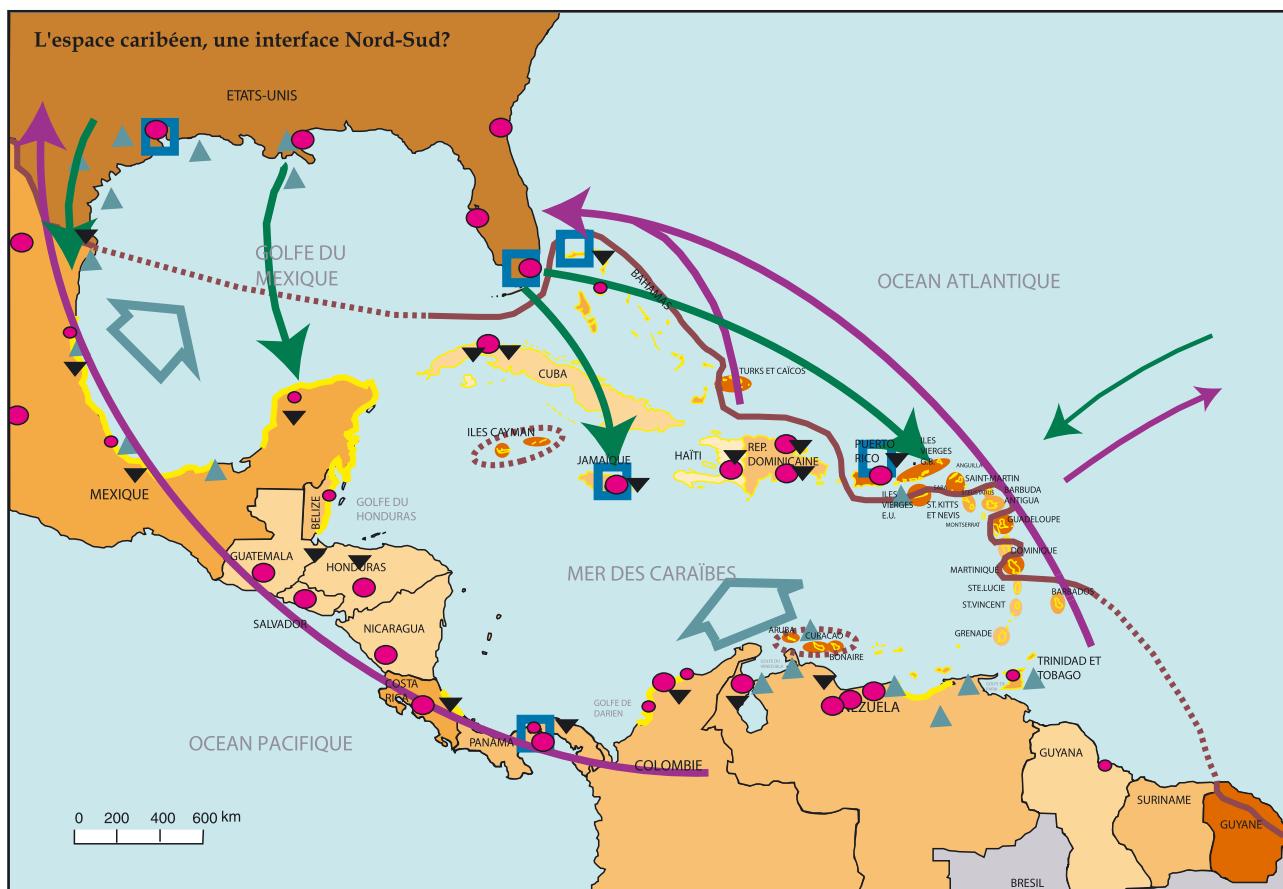 L'espace caribéen, une interface Nord-Sud?
ETATS-UNIS
GOLFE DU
MEXIQUE
OCEAN ATLANTIQUE
BAHAMAS
CUBA
TURKS ET CAÏCOS
ILES CAYMAN
JAMAIQUE
HAÏTI
REP.
DOMINICAINE
PUERTO
RICO
ILES
VIERGES
G.B.
ANGUILLA
SAINT-MARTIN
SABA
ILES
VIERGES
E.U.
ST. KITTS
ET NEVIS
BARBUDA
ANTIGUA
MONTSERRAT
GUADELOUPE
DOMINIQUE
MARTINIQUE
STE.LUCIE
ST.VINCENT
BARBADOS
GRENADE
MEXIQUE
BELIZE
GOLFE DU
HONDURAS
GUATEMALA
HONDURAS
SALVADOR
NICARAGUA
MER DES CARAÏBES
ARUBA
CURACAO
BONAIRE
TRINIDAD ET
TOBAGO
COSTA
RICA
GOLFE DE
DARIEN
NEZUELA
OCEAN PACIFIQUE
PANAMA
COLOMBIE
GUYANA
SURINAME
GUYANE
BRESIL
0 200 400 600 km